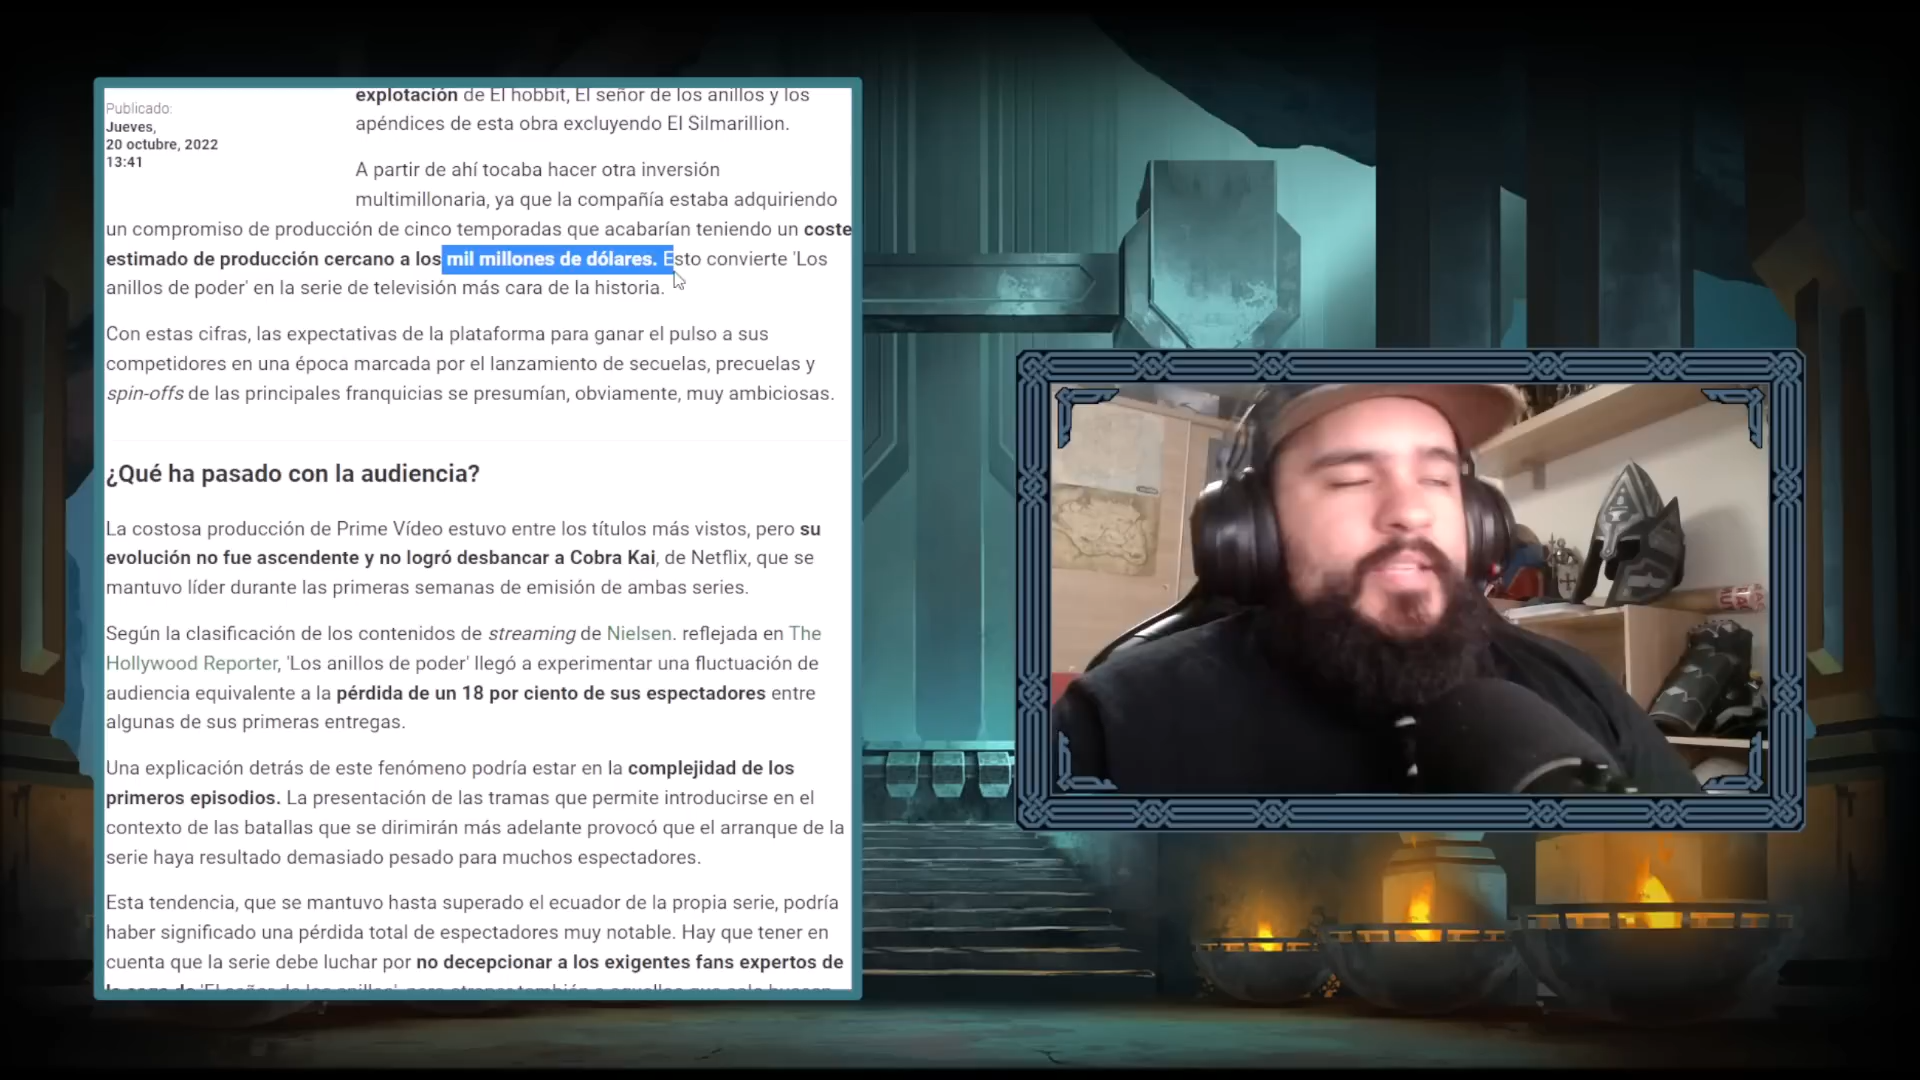 Publicado:
Jueves,
20 octubre, 2022
13:41
explotación de El hobbit, El señor de los anillos y los
apéndices de esta obra excluyendo El Silmarillion.
A partir de ahí tocaba hacer otra inversión
multimillonaria, ya que la compañía estaba adquiriendo
un compromiso de producción de cinco temporadas que acabarían teniendo un coste
estimado de producción cercano a los mil millones de dólares. Esto convierte 'Los
anillos de poder' en la serie de televisión más cara de la historia.
Con estas cifras, las expectativas de la plataforma para ganar el pulso a sus
competidores en una época marcada por el lanzamiento de secuelas, precuelas y
spin-offs de las principales franquicias se presumían, obviamente, muy ambiciosas.
¿Qué ha pasado con la audiencia?
La costosa producción de Prime Vídeo estuvo entre los títulos más vistos, pero su
evolución no fue ascendente y no logró desbancar a Cobra Kai, de Netflix, que se
mantuvo líder durante las primeras semanas de emisión de ambas series.
Según la clasificación de los contenidos de streaming de Nielsen. reflejada en The
Hollywood Reporter, 'Los anillos de poder' llegó a experimentar una fluctuación de
audiencia equivalente a la pérdida de un 18 por ciento de sus espectadores entre
algunas de sus primeras entregas.
Una explicación detrás de este fenómeno podría estar en la complejidad de los
primeros episodios. La presentación de las tramas que permite introducirse en el
contexto de las batallas que se dirimirán más adelante provocó que el arranque de la
serie haya resultado demasiado pesado para muchos espectadores.
Esta tendencia, que se mantuvo hasta superado el ecuador de la propia serie, podría
haber significado una pérdida total de espectadores muy notable. Hay que tener en
cuenta que la serie debe luchar por no decepcionar a los exigentes fans expertos de